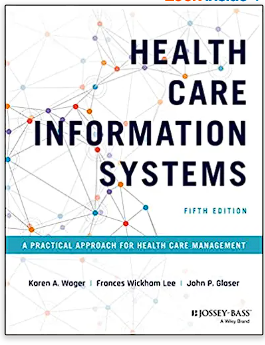 HEALTH
CARE
INFORMATION
SYSTEMS
FIFTH EDITION
A PRACTICAL APPROACH FOR HEALTH CARE MANAGEMENT
Karen A. Wager | Frances Wickham Lee | John P. Glaser
JOSSEY-BASS
A Wiley Brand